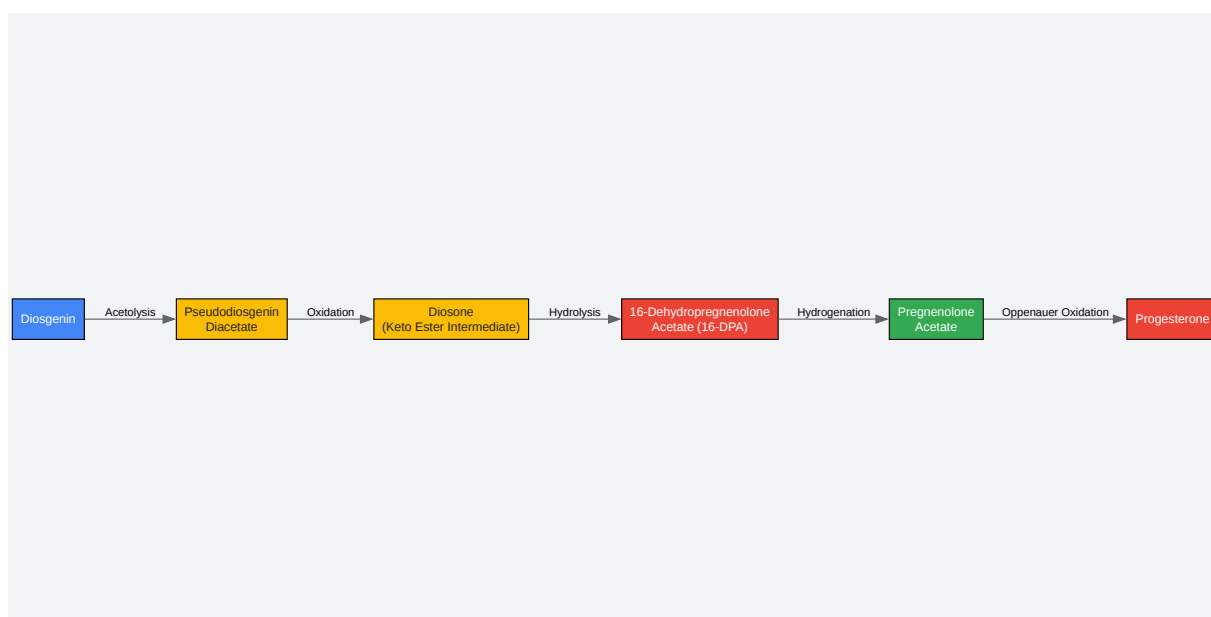 Diosgenin
Acetolysis
Pseudodiosgenin
Diacetate
Oxidation
Diosone
(Keto Ester Intermediate)
Hydrolysis
16-Dehydropregnenolone
Acetate (16-DPA)
Hydrogenation
Pregnenolone
Acetate
Oppenauer Oxidation
Progesterone